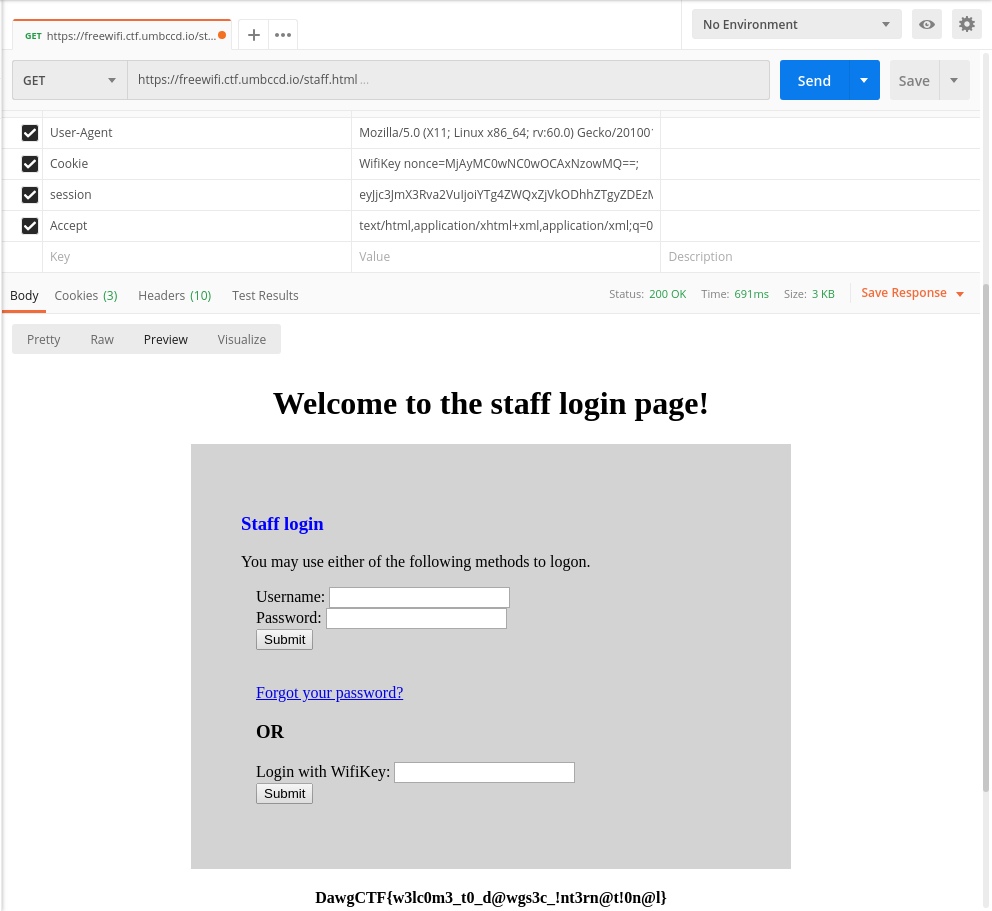 GET https://freewifi.ctf.umbccd.io/st...
No Environment
GET https://freewifi.ctf.umbccd.io/staff.html ... Send Save
User-Agent Mozilla/5.0 (X11; Linux x86_64; rv:60.0) Gecko/20100
Cookie WifiKey nonce=MjAyMC0wNC0wOCAxNzowMQ==;
session eyJjc3JmX3Rva2VuIjoiYTg4ZWQxZjVkODhhZTgyZDEzM
Accept text/html,application/xhtml+xml,application/xml;q=0
Key Value Description
Body Cookies (3) Headers (10) Test Results Status: 200 OK Time: 691ms Size: 3 KB Save Response
Pretty Raw Preview Visualize
Welcome to the staff login page!
Staff login
You may use either of the following methods to logon.
Username:
Password:
Submit
Forgot your password?
OR
Login with WifiKey:
Submit
DawgCTF{w3lc0m3_t0_d@wgs3c_!nt3rn@t!0n@l}